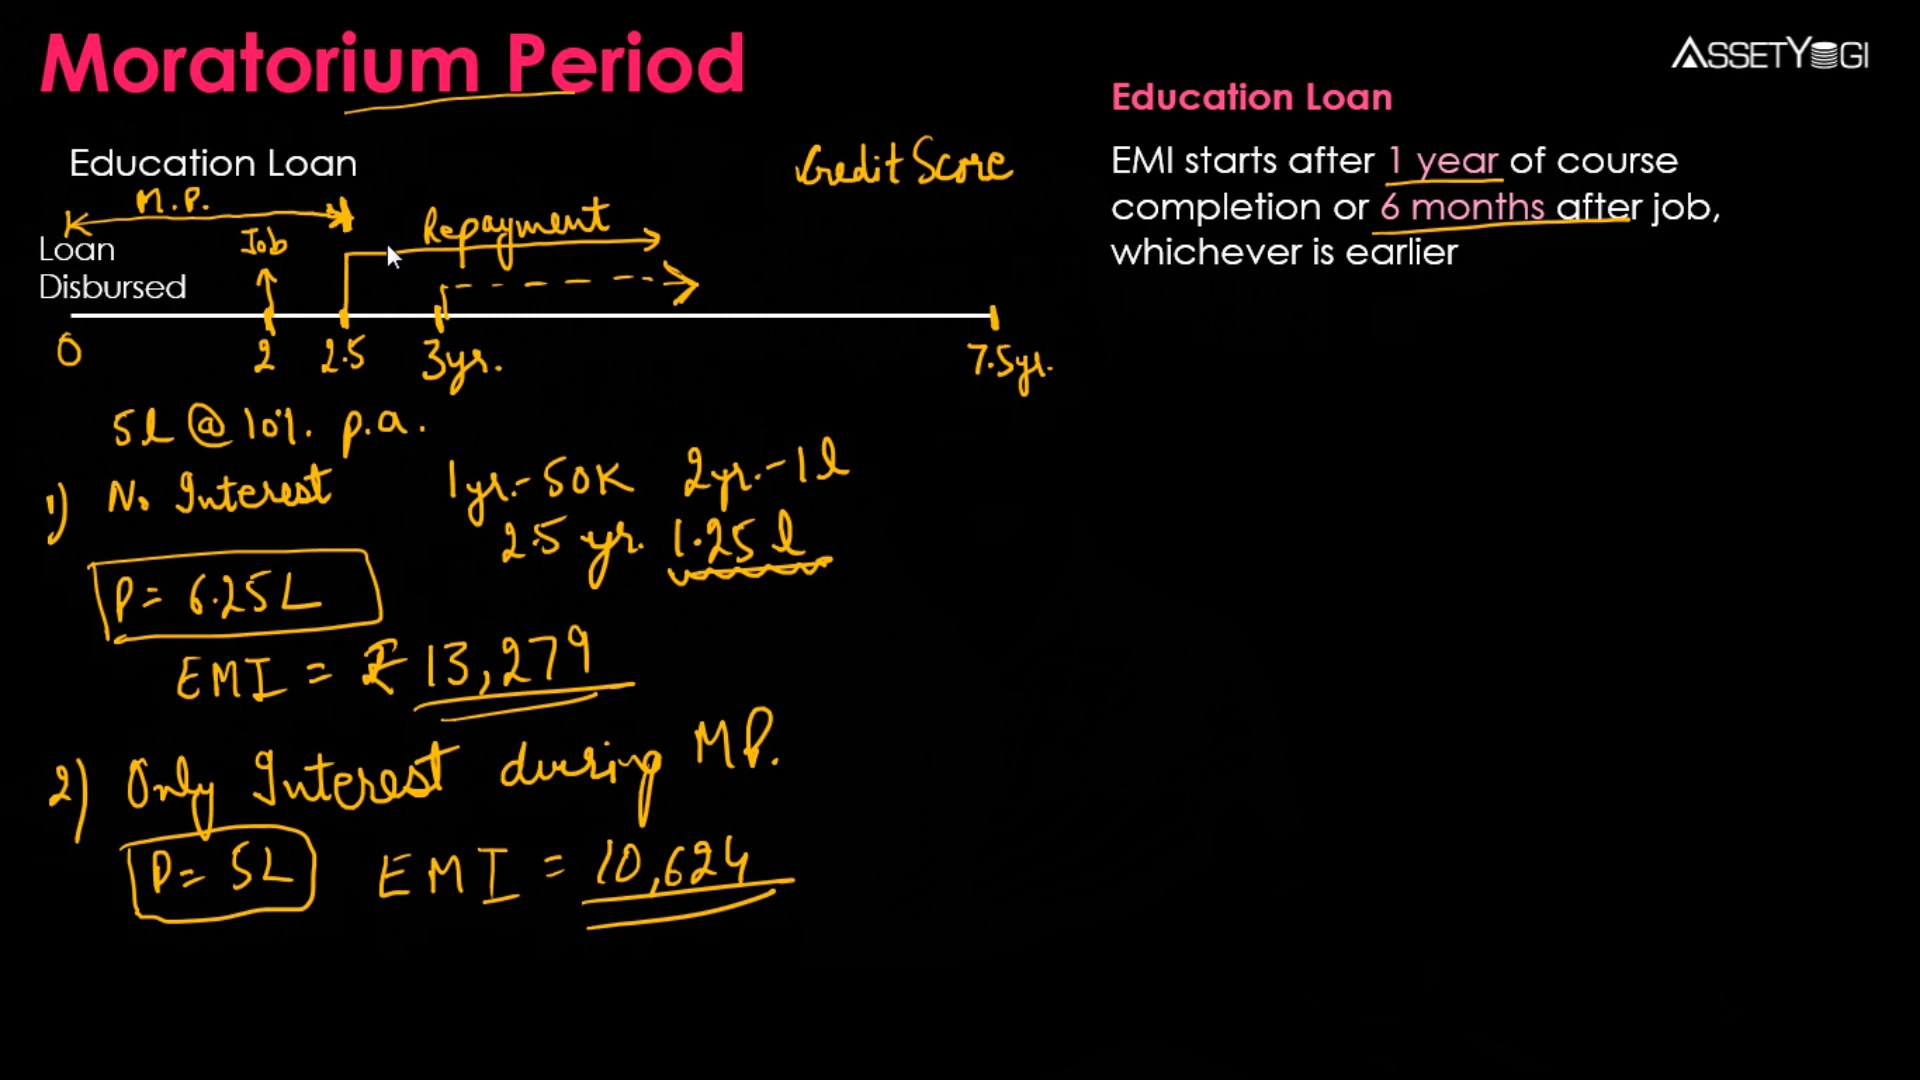 Moratorium Period
ASSETYOGI
Education Loan
M.P.
Loan
Disbursed
Job
Repayment
Credit Score
0
2
2.5
3yr.
7.5yr.
5l @ 10%. p.a.
1) No Interest
1yr.- 50K 2yr.- 1l
2.5 yr. 1.25 l
P = 6.25L
EMI = ₹ 13,279
2) Only Interest during MP.
P = 5L EMI = 10,624
Education Loan
EMI starts after 1 year of course
completion or 6 months after job,
whichever is earlier